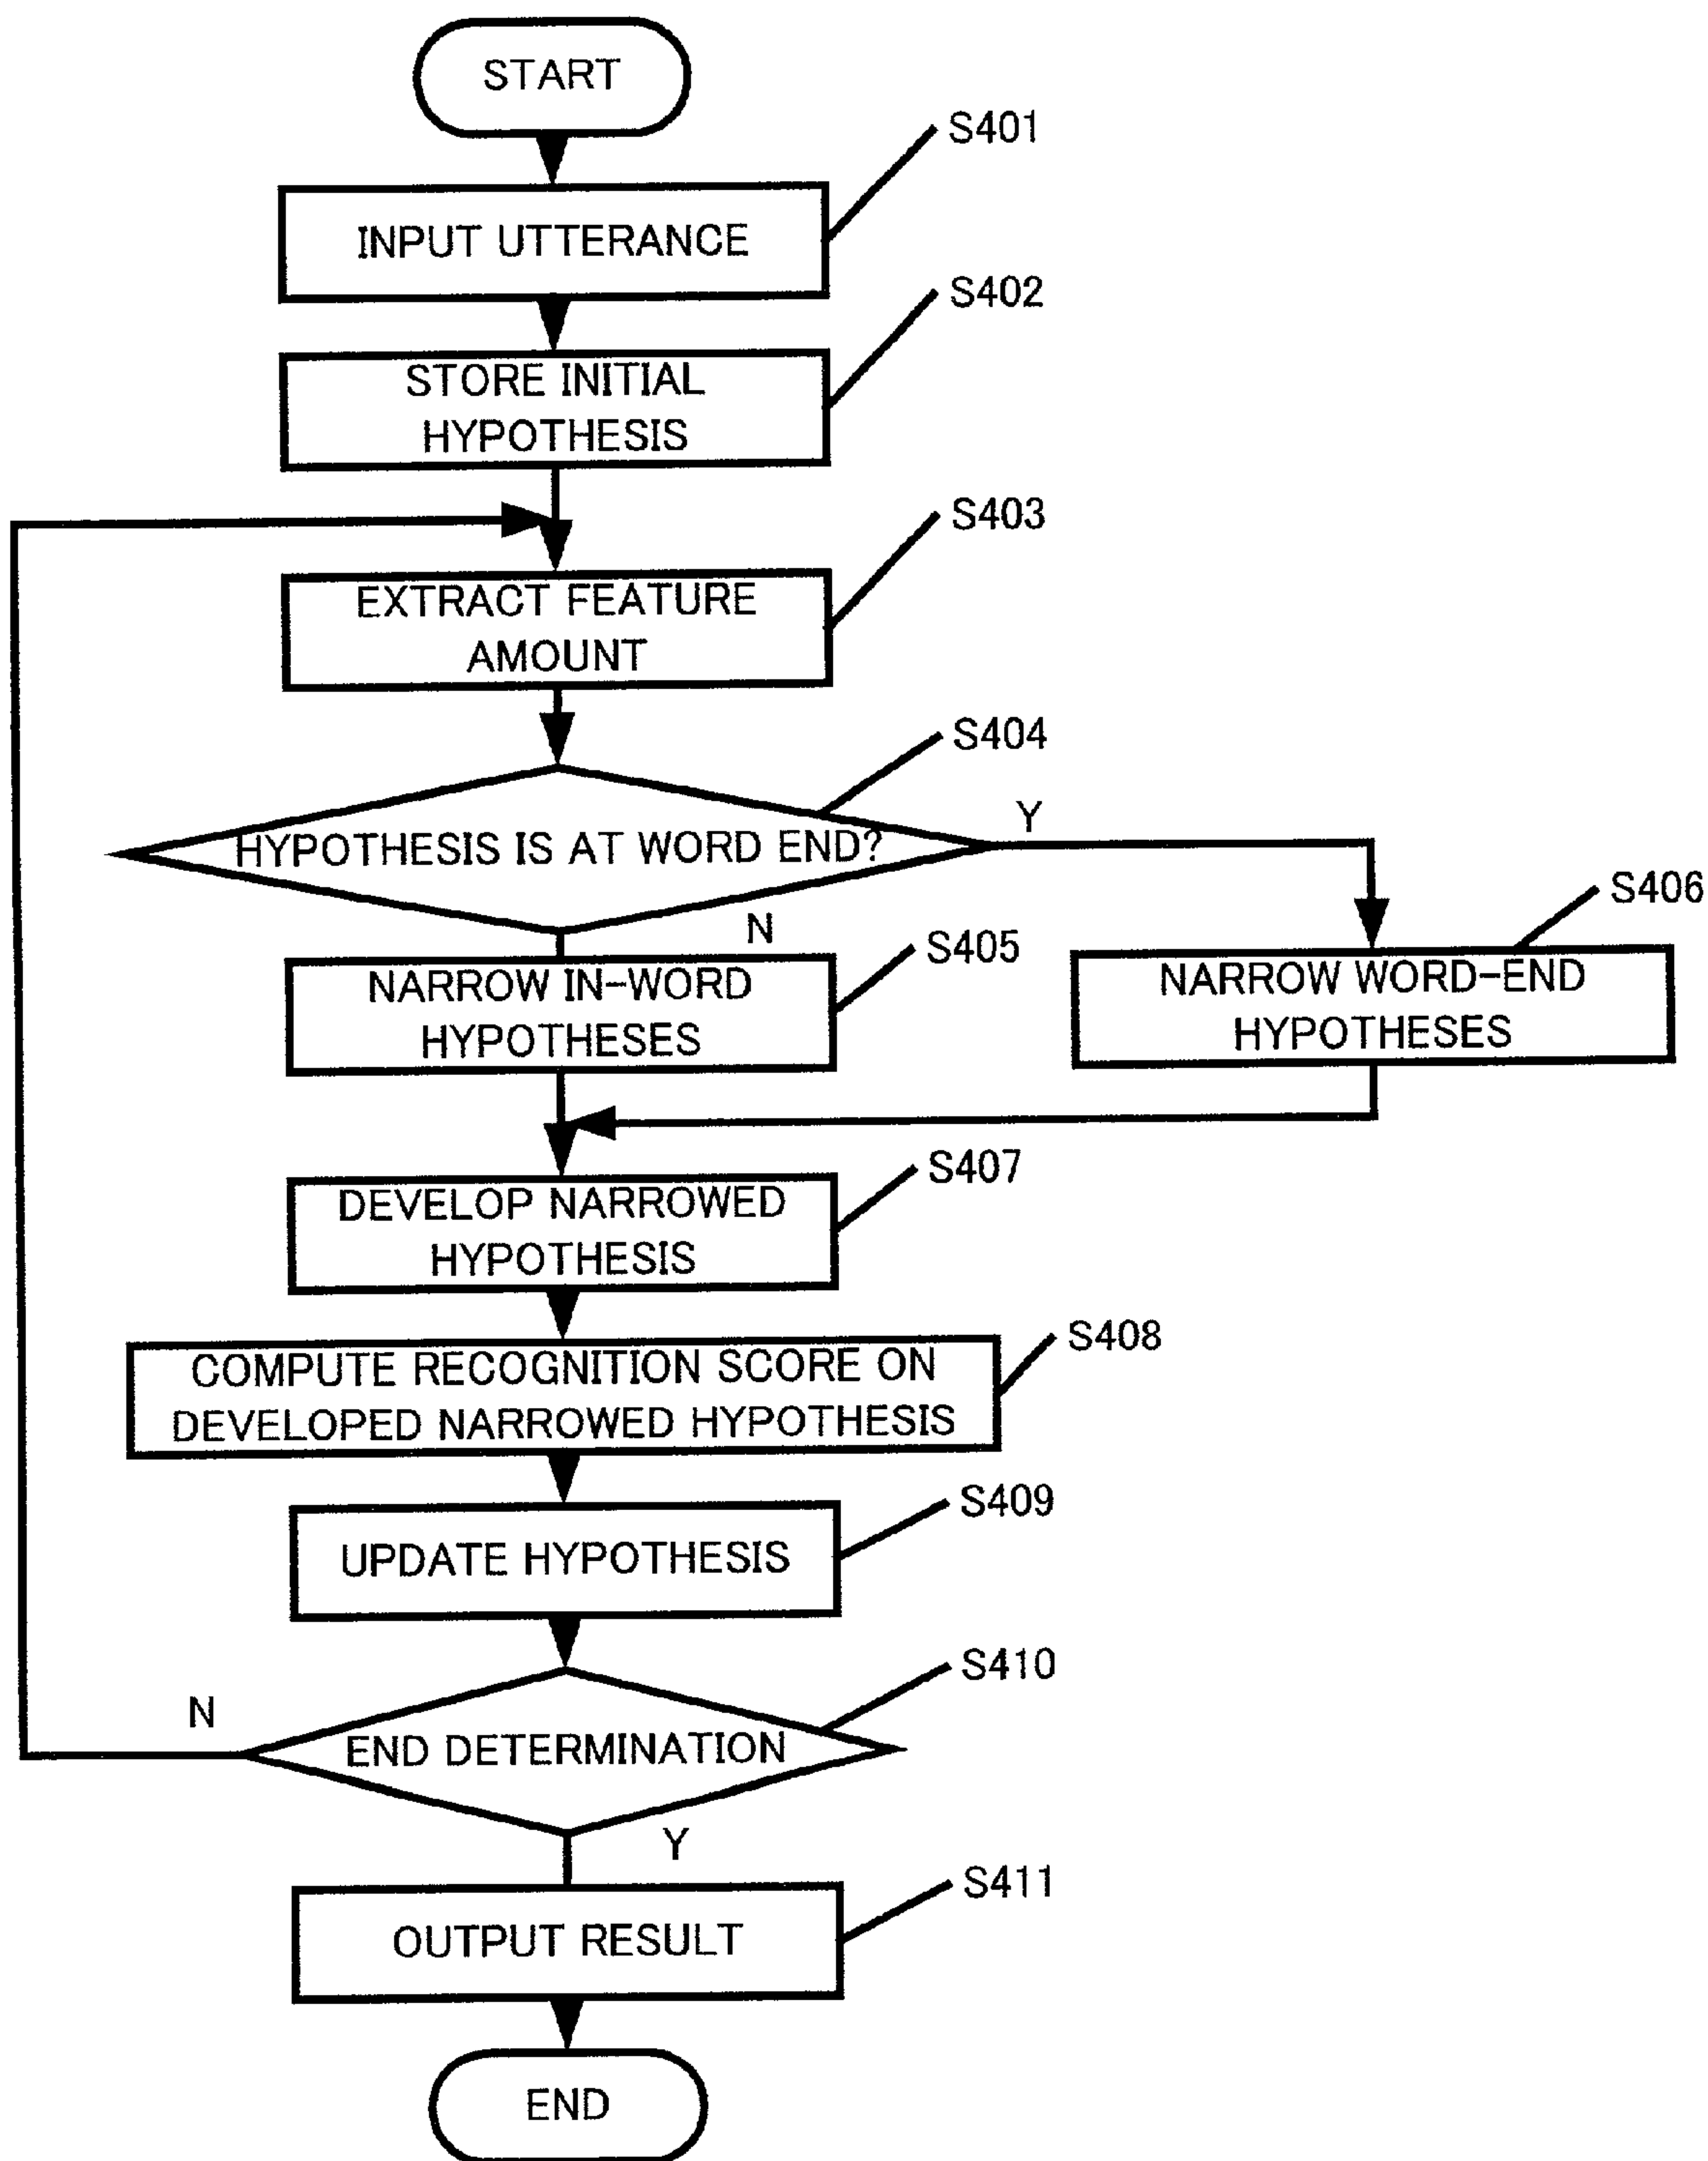 START
S401
INPUT UTTERANCE
S402
STORE INITIAL
HYPOTHESIS
S403
EXTRACT FEATURE
AMOUNT
S404
HYPOTHESIS IS AT WORD END?
Y
N
S405
NARROW IN-WORD
HYPOTHESES
S406
NARROW WORD-END
HYPOTHESES
S407
DEVELOP NARROWED
HYPOTHESIS
S408
COMPUTE RECOGNITION SCORE ON
DEVELOPED NARROWED HYPOTHESIS
S409
UPDATE HYPOTHESIS
S410
N
END DETERMINATION
Y
S411
OUTPUT RESULT
END